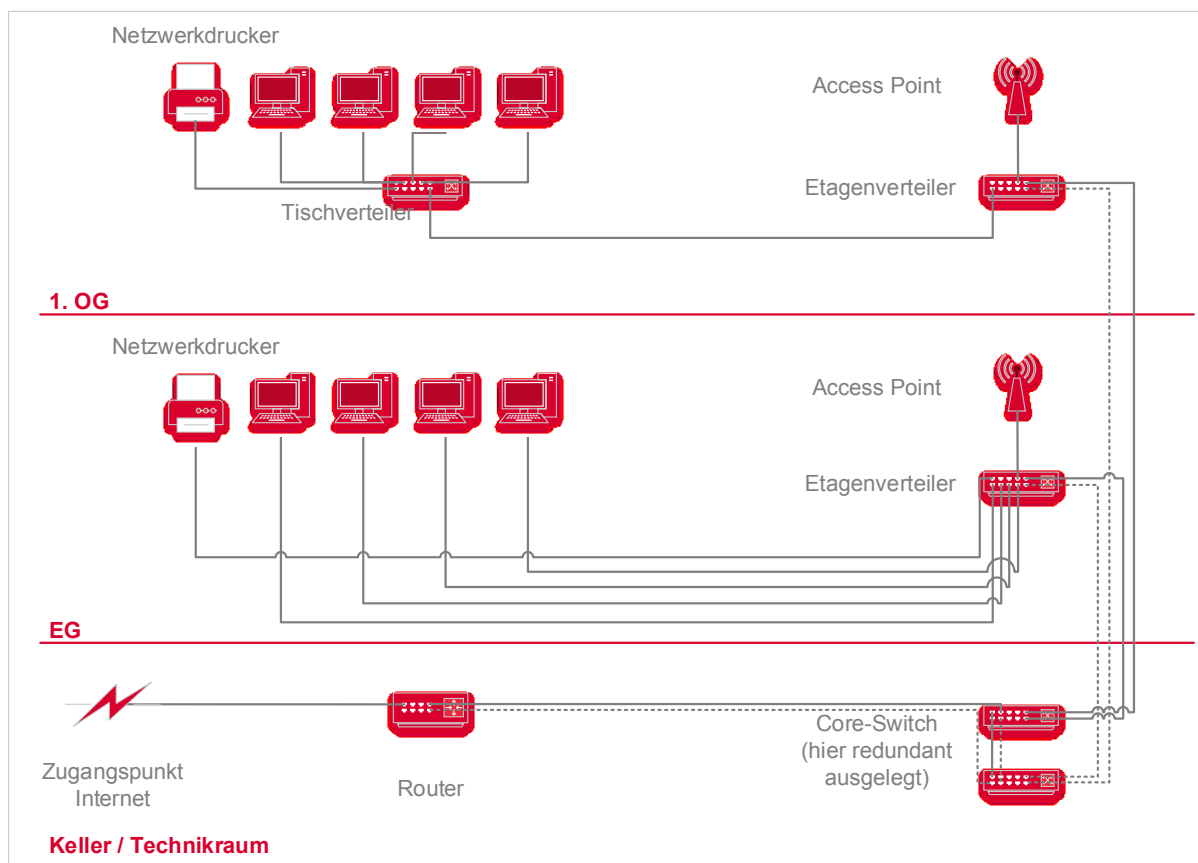 Netzwerkdrucker
Access Point
Etagenverteiler
Tischverteiler
1. OG
Netzwerkdrucker
Access Point
Etagenverteiler
EG
Zugangspunkt
Internet
Router
Core-Switch
(hier redundant
ausgelegt)
Keller / Technikraum